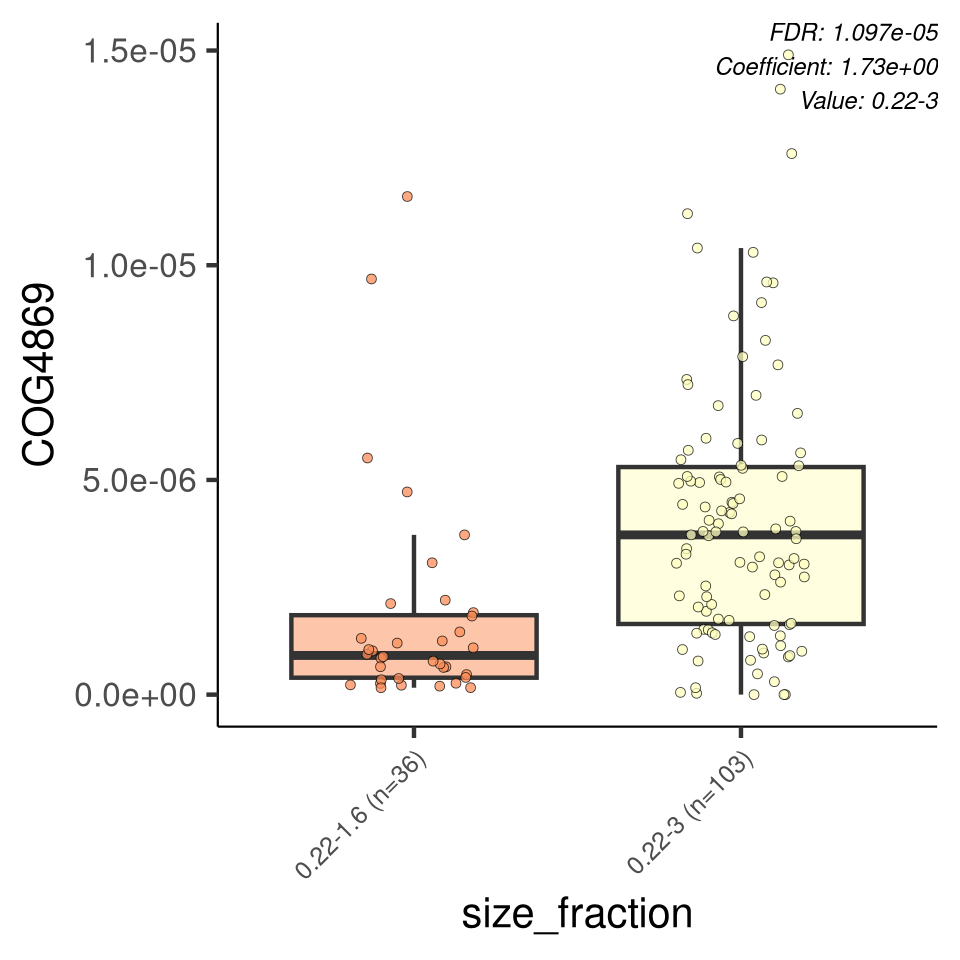 FDR: 1.097e-05
Coefficient: 1.73e+00
Value: 0.22-3
1.5e-05
1.0e-05
5.0e-06
0.0e+00
COG4869
0.22-1.6 (n=36)
0.22-3 (n=103)
size_fraction